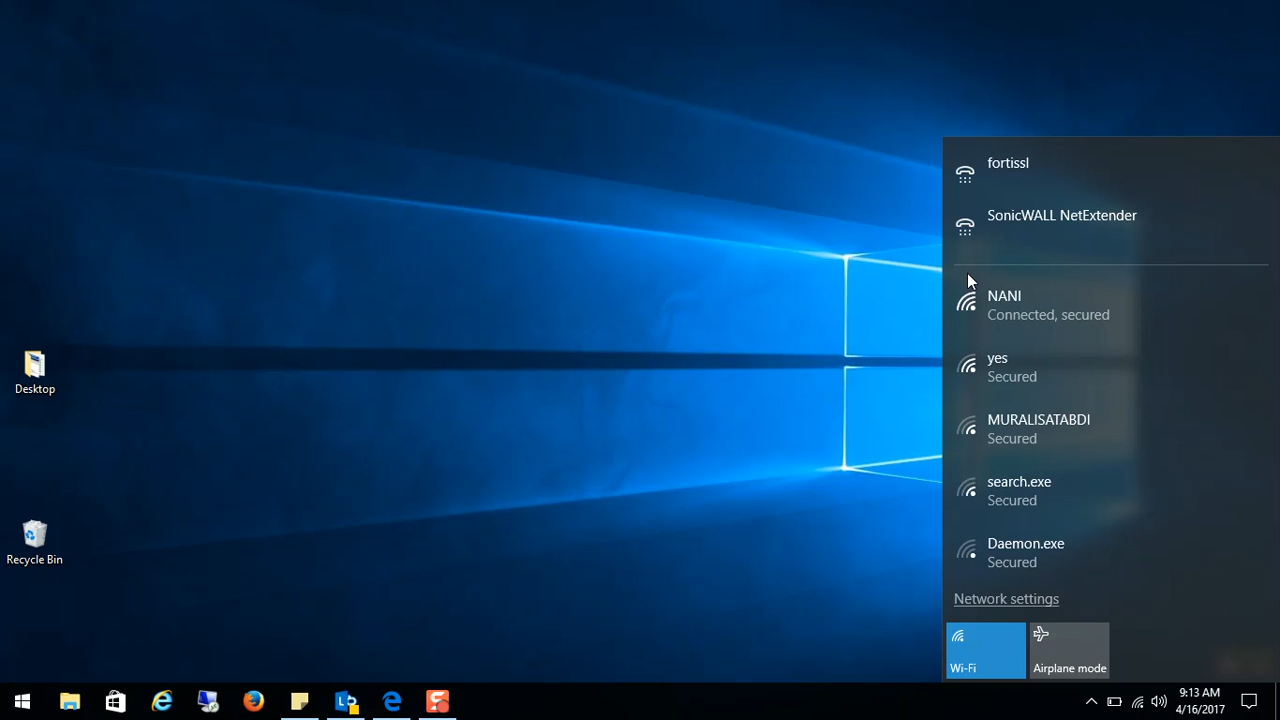 Desktop
Recycle Bin
fortissl
SonicWALL NetExtender
NANI
Connected, secured
yes
Secured
MURALISATABDI
Secured
search.exe
Secured
Daemon.exe
Secured
Network settings
Wi-Fi
Airplane mode
9:13 AM
4/16/2017